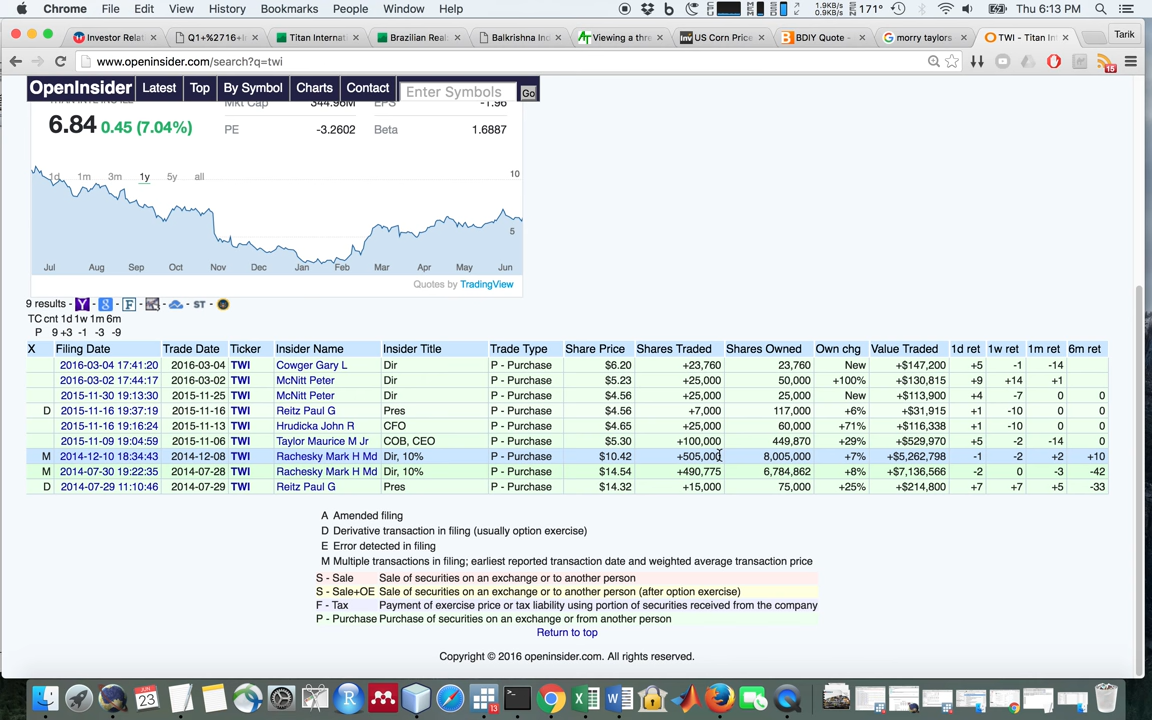 Chrome File Edit View History Bookmarks People Window Help 1.9KB/s 0.9KB/s 171° Thu 6:13 PM
Investor Relat Q1+%2716+I Titan Internati Brazilian Real Balkrishna Inc Viewing a thre US Corn Price BDIY Quote - morry taylors TWI - Titan In Tarik
www.openinsider.com/search?q=twi
15
OpenInsider Latest Top By Symbol Charts Contact Enter Symbols Go
Mkt Cap 344.96M EPS -1.96
6.84 0.45 (7.04%) PE -3.2602 Beta 1.6887
1d 1m 3m 1y 5y all
10
5
Jul Aug Sep Oct Nov Dec Jan Feb Mar Apr May Jun
Quotes by TradingView
9 results - Y - g - F - - - ST -
TC cnt 1d 1w 1m 6m
P 9 +3 -1 -3 -9
X Filing Date Trade Date Ticker Insider Name Insider Title Trade Type Share Price Shares Traded Shares Owned Own chg Value Traded 1d ret 1w ret 1m ret 6m ret
2016-03-04 17:41:20 2016-03-04 TWI Cowger Gary L Dir P - Purchase $6.20 +23,760 23,760 New +$147,200 +5 -1 -14
2016-03-02 17:44:17 2016-03-02 TWI McNitt Peter Dir P - Purchase $5.23 +25,000 50,000 +100% +$130,815 +9 +14 +1
2015-11-30 19:13:30 2015-11-25 TWI McNitt Peter Dir P - Purchase $4.56 +25,000 25,000 New +$113,900 +4 -7 0 0
D 2015-11-16 19:37:19 2015-11-16 TWI Reitz Paul G Pres P - Purchase $4.56 +7,000 117,000 +6% +$31,915 +1 -10 0 0
2015-11-16 19:16:24 2015-11-13 TWI Hrudicka John R CFO P - Purchase $4.65 +25,000 60,000 +71% +$116,338 +1 -10 0 0
2015-11-09 19:04:59 2015-11-06 TWI Taylor Maurice M Jr COB, CEO P - Purchase $5.30 +100,000 449,870 +29% +$529,970 +5 -2 -14 0
M 2014-12-10 18:34:43 2014-12-08 TWI Rachesky Mark H Md Dir, 10% P - Purchase $10.42 +505,000 8,005,000 +7% +$5,262,798 -1 -2 +2 +10
M 2014-07-30 19:22:35 2014-07-28 TWI Rachesky Mark H Md Dir, 10% P - Purchase $14.54 +490,775 6,784,862 +8% +$7,136,566 -2 0 -3 -42
D 2014-07-29 11:10:46 2014-07-29 TWI Reitz Paul G Pres P - Purchase $14.32 +15,000 75,000 +25% +$214,800 +7 +7 +5 -33
A Amended filing
D Derivative transaction in filing (usually option exercise)
E Error detected in filing
M Multiple transactions in filing; earliest reported transaction date and weighted average transaction price
S - Sale Sale of securities on an exchange or to another person
S - Sale+OE Sale of securities on an exchange or to another person (after option exercise)
F - Tax Payment of exercise price or tax liability using portion of securities received from the company
P - Purchase Purchase of securities on an exchange or from another person
Return to top
Copyright © 2016 openinsider.com. All rights reserved.
JUN
23
R
13